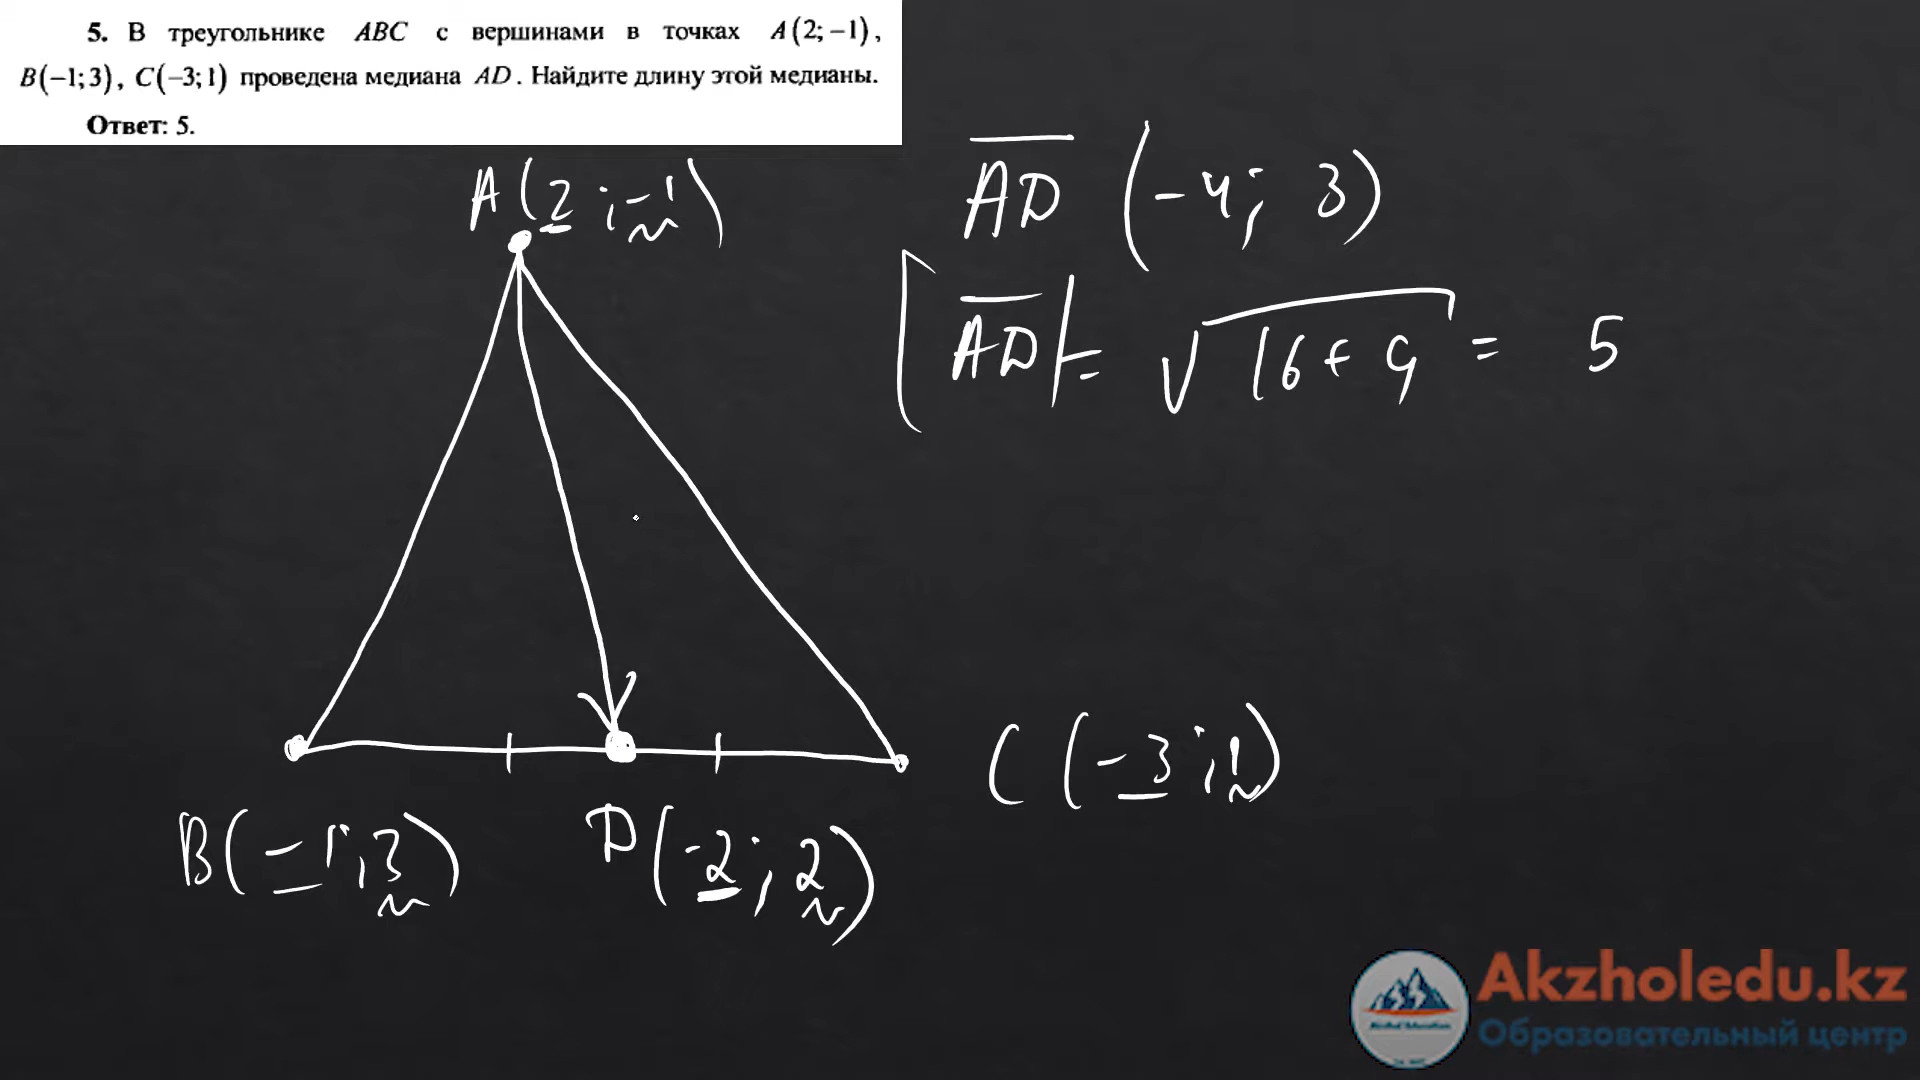 5. В треугольнике ABC с вершинами в точках A(2;−1),
B(−1;3), C(−3;1) проведена медиана AD. Найдите длину этой медианы.
Ответ: 5.
A(2;-1)
AD (-4; 3)
|AD|= √16+9 = 5
C(-3;1)
B(-1;3)
D(-2;2)
Akzholedu.kz
Образовательный центр